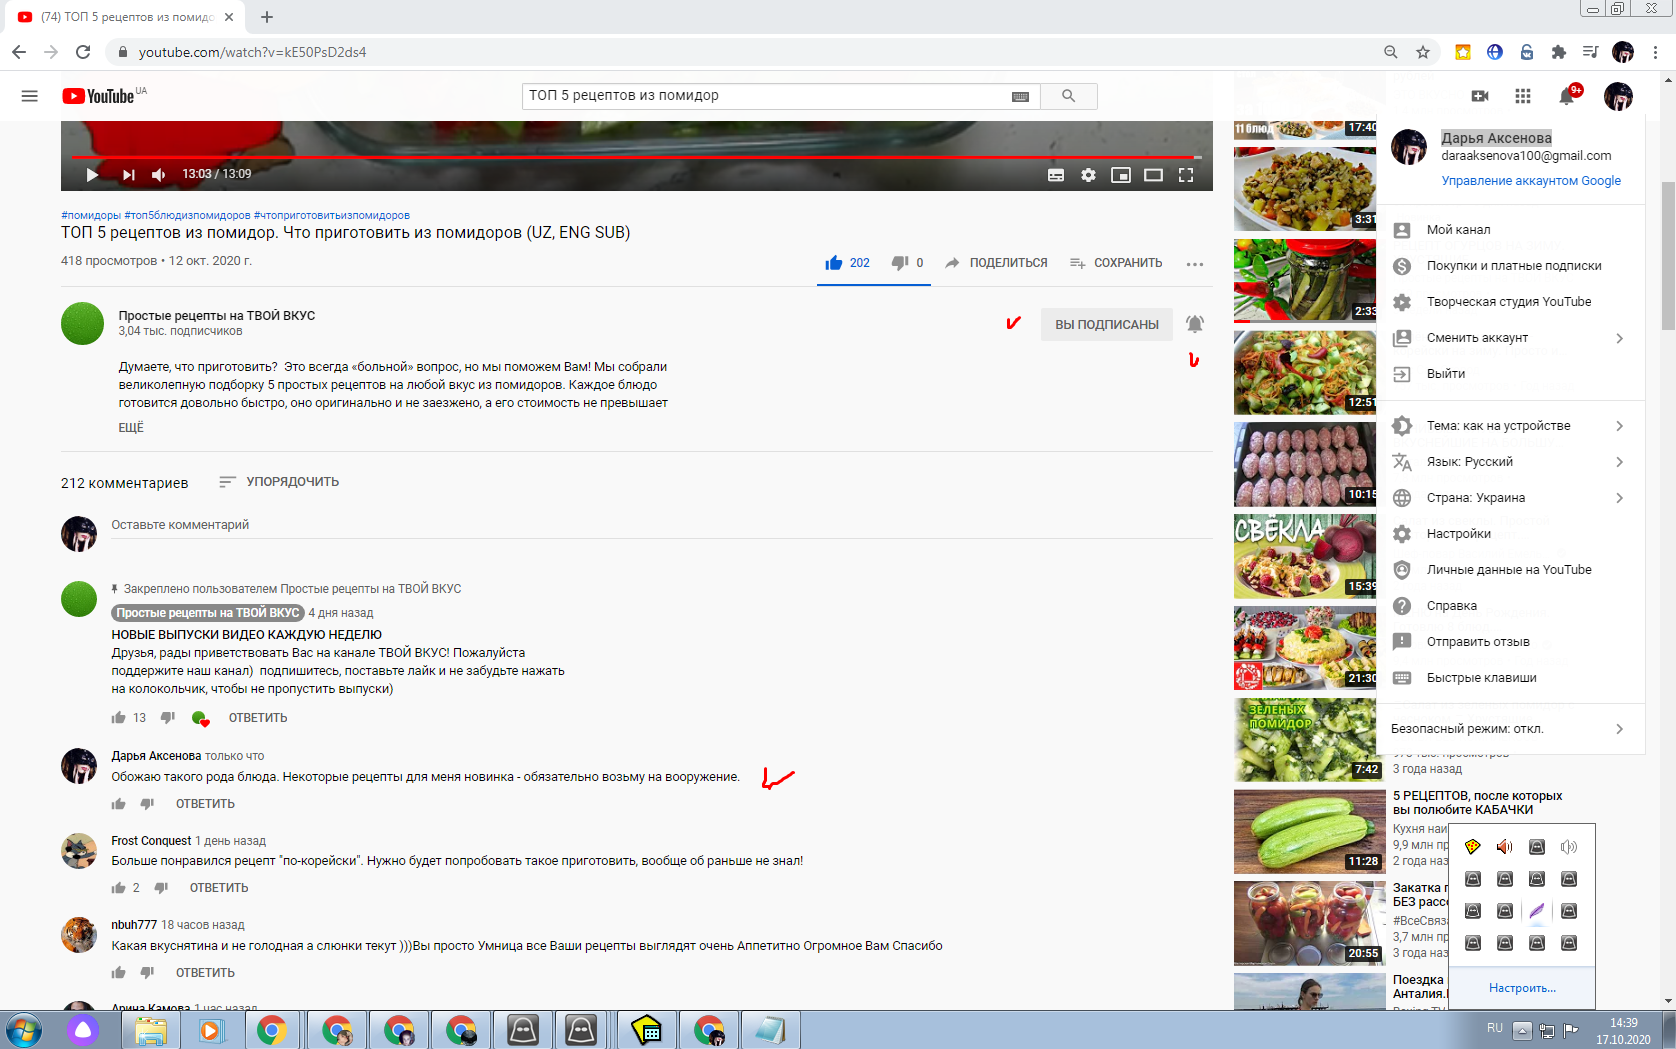 (74) ТОП 5 рецептов из помидо
youtube.com/watch?v=kE50PsD2ds4
YouTube UA
ТОП 5 рецептов из помидор
9+
13:03 / 13:09
#помидоры #топ5блюдизпомидоров #чтоприготовитьизпомидоров
ТОП 5 рецептов из помидор. Что приготовить из помидоров (UZ, ENG SUB)
418 просмотров • 12 окт. 2020 г.
202
0
ПОДЕЛИТЬСЯ
СОХРАНИТЬ
Простые рецепты на ТВОЙ ВКУС
3,04 тыс. подписчиков
ВЫ ПОДПИСАНЫ
Думаете, что приготовить? Это всегда «больной» вопрос, но мы поможем Вам! Мы собрали
великолепную подборку 5 простых рецептов на любой вкус из помидоров. Каждое блюдо
готовится довольно быстро, оно оригинально и не заезжено, а его стоимость не превышает
ЕЩЁ
212 комментариев
УПОРЯДОЧИТЬ
Оставьте комментарий
Закреплено пользователем Простые рецепты на ТВОЙ ВКУС
Простые рецепты на ТВОЙ ВКУС 4 дня назад
НОВЫЕ ВЫПУСКИ ВИДЕО КАЖДУЮ НЕДЕЛЮ
Друзья, рады приветствовать Вас на канале ТВОЙ ВКУС! Пожалуйста
поддержите наш канал) подпишитесь, поставьте лайк и не забудьте нажать
на колокольчик, чтобы не пропустить выпуски)
13
ОТВЕТИТЬ
Дарья Аксенова только что
Обожаю такого рода блюда. Некоторые рецепты для меня новинка - обязательно возьму на вооружение.
ОТВЕТИТЬ
Frost Conquest 1 день назад
Больше понравился рецепт "по-корейски". Нужно будет попробовать такое приготовить, вообще об раньше не знал!
2
ОТВЕТИТЬ
nbuh777 18 часов назад
Какая вкуснятина и не голодная а слюнки текут )))Вы просто Умница все Ваши рецепты выглядят очень Аппетитно Огромное Вам Спасибо
ОТВЕТИТЬ
Арина Камова 1 час назад
11 блюд
17:40
3:31
2:33
12:51
10:15
СВЁКЛА
15:39
21:30
ЗЕЛЕНЫХ
ПОМИДОР
7:42
3 года назад
5 РЕЦЕПТОВ, после которых
вы полюбите КАБАЧКИ
Кухня наи
9,9 млн пр
2 года наз
11:28
Закатка п
БЕЗ рассо
#ВсеСвяза
3,7 млн пр
3 года наз
20:55
Поездка
Анталия.
Дарья Аксенова
daraaksenova100@gmail.com
Управление аккаунтом Google
Мой канал
Покупки и платные подписки
Творческая студия YouTube
Сменить аккаунт
Выйти
Тема: как на устройстве
Язык: Русский
Страна: Украина
Настройки
Личные данные на YouTube
Справка
Отправить отзыв
Быстрые клавиши
Безопасный режим: откл.
Настроить...
RU
14:39
17.10.2020